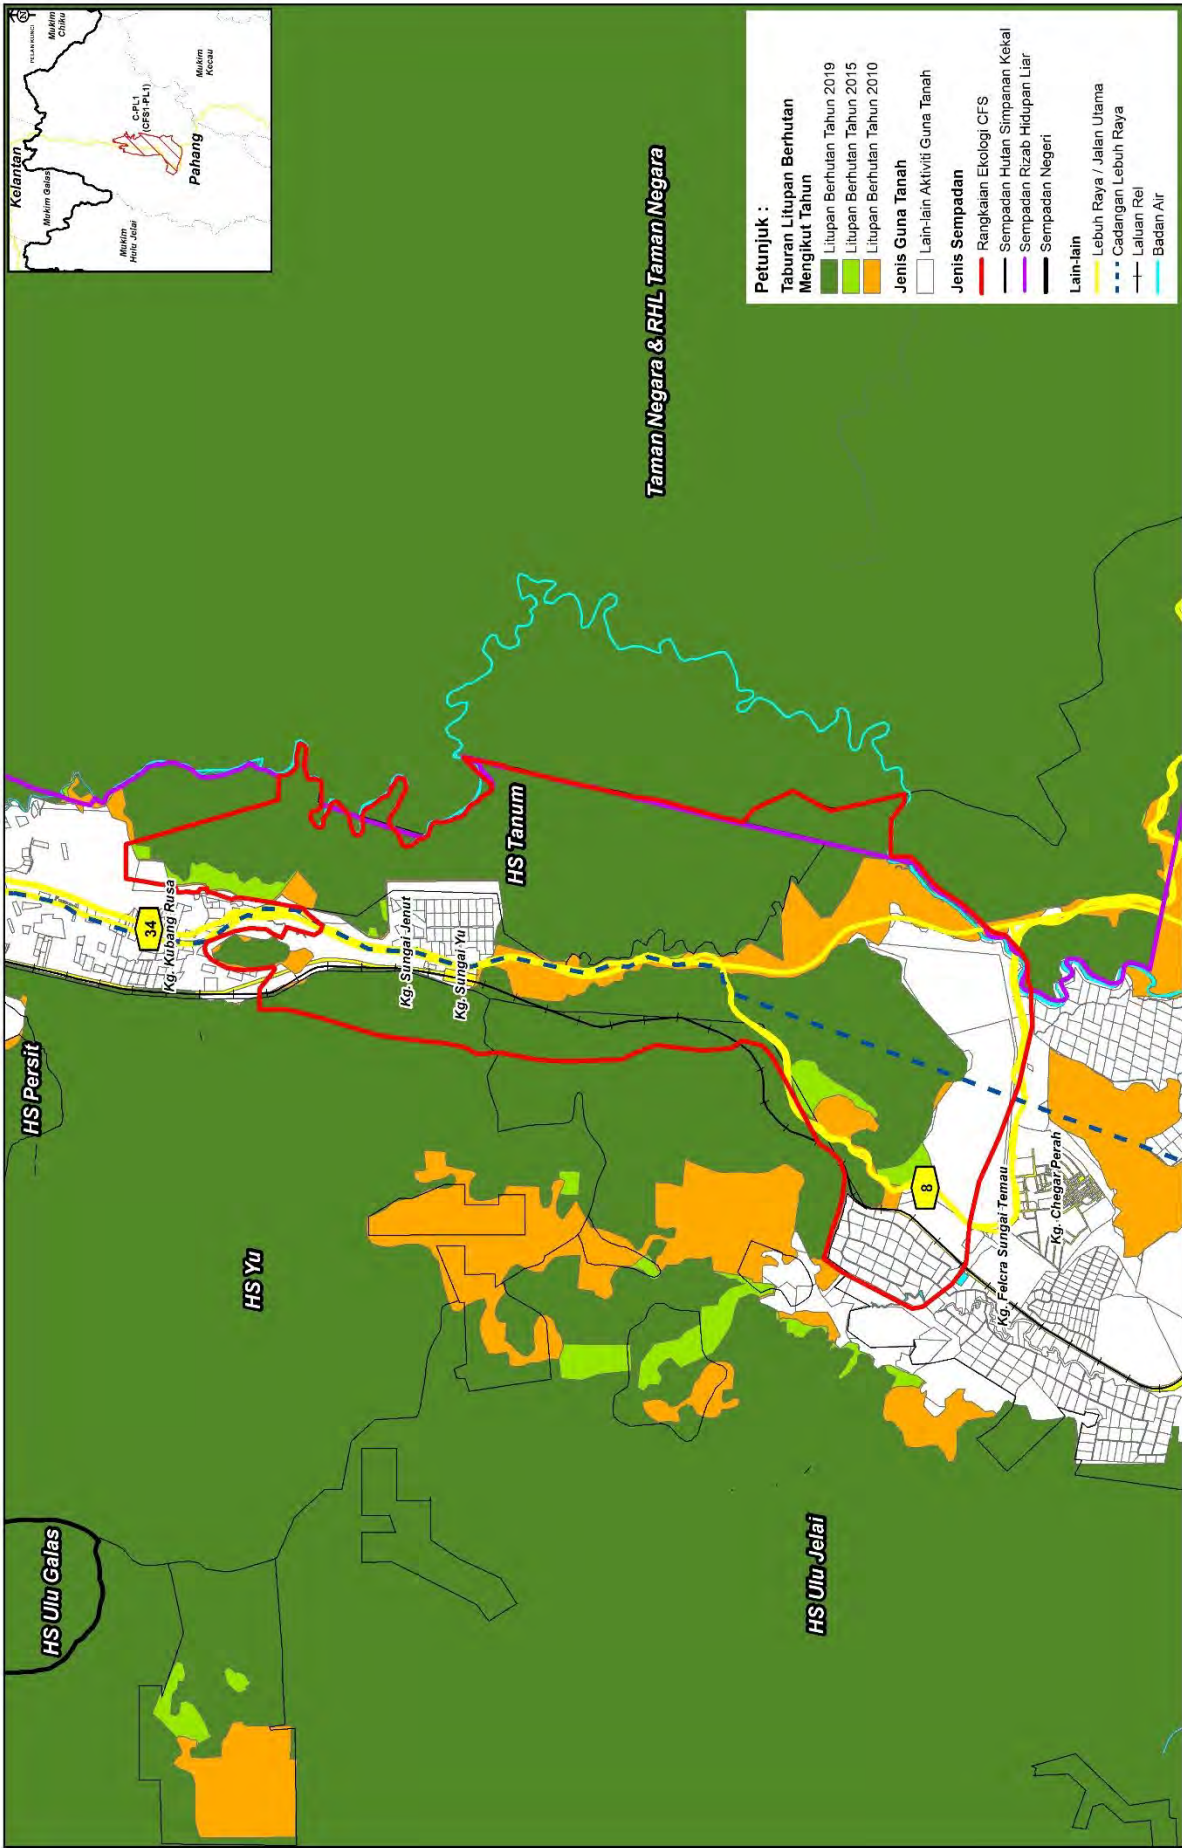 Kelantan
PELAN KUNCI
Mukim
Chiku
Mukim Galas
Mukim
Hulu Jelai
Mukim
Kecau
C-PL1
(CFS1-PL1)
Pahang
N
HS Ulu Galas
HS Persit
34
Kg. Kubang Rusa
HS Yu
Kg. Sungai Jenut
Kg. Sungai Yu
HS Tanum
Taman Negara & RHL Taman Negara
HS Ulu Jelai
8
Kg. Felcra Sungai Temau
Kg. Chegar Perah
Petunjuk :
Taburan Litupan Berhutan
Mengikut Tahun
Litupan Berhutan Tahun 2019
Litupan Berhutan Tahun 2015
Litupan Berhutan Tahun 2010
Jenis Guna Tanah
Lain-lain Aktiviti Guna Tanah
Jenis Sempadan
Rangkaian Ekologi CFS
Sempadan Hutan Simpanan Kekal
Sempadan Rizab Hidupan Liar
Sempadan Negeri
Lain-lain
Lebuh Raya / Jalan Utama
Cadangan Lebuh Raya
Laluan Rel
Badan Air